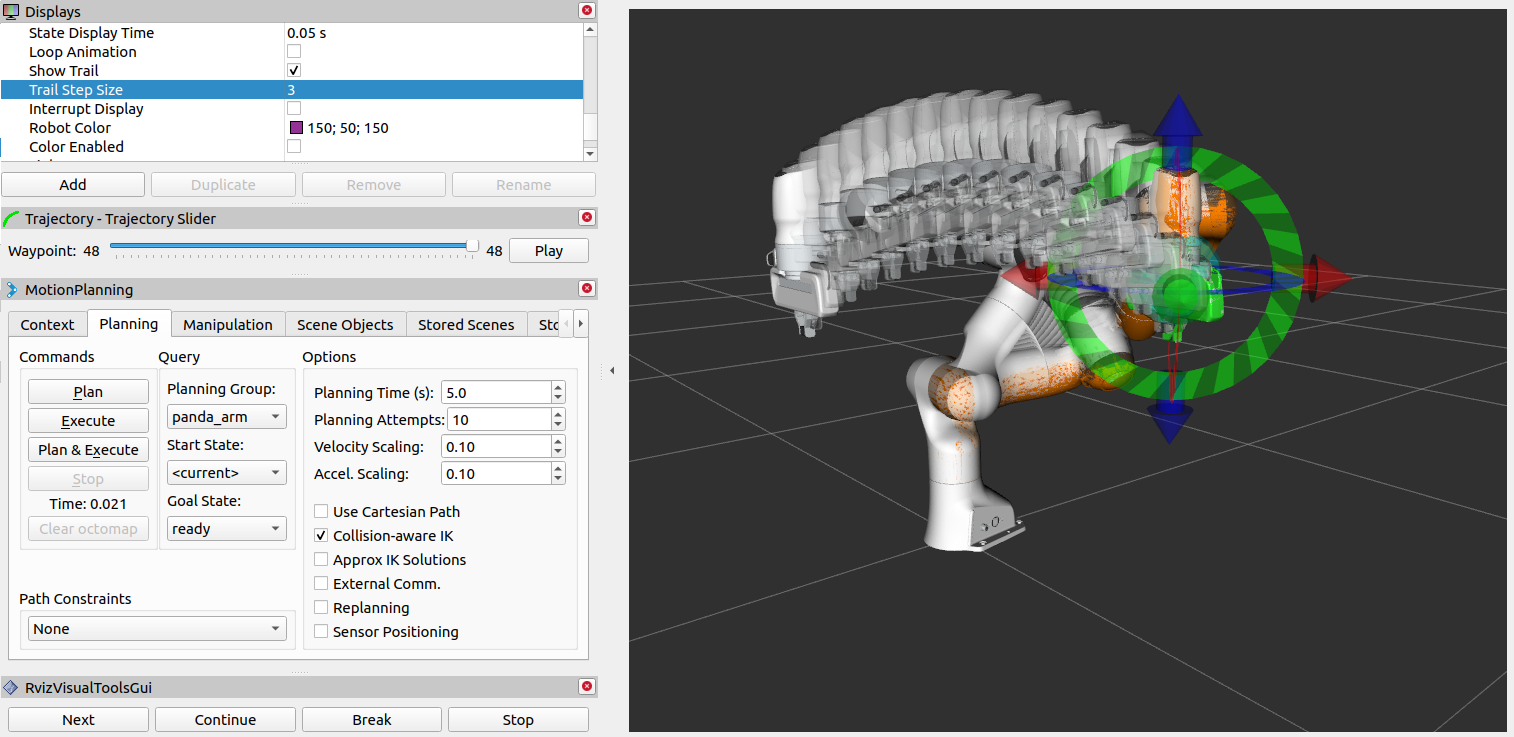 Displays
State Display Time 0.05 s
Loop Animation
Show Trail
Trail Step Size 3
Interrupt Display
Robot Color 150; 50; 150
Color Enabled
Add Duplicate Remove Rename
Trajectory - Trajectory Slider
Waypoint: 48 48 Play
MotionPlanning
Context Planning Manipulation Scene Objects Stored Scenes Sto
Commands Query Options
Plan
Execute
Plan & Execute
Stop
Time: 0.021
Clear octomap
Planning Group:
panda_arm
Start State:
<current>
Goal State:
ready
Planning Time (s): 5.0
Planning Attempts: 10
Velocity Scaling: 0.10
Accel. Scaling: 0.10
Use Cartesian Path
Collision-aware IK
Approx IK Solutions
External Comm.
Replanning
Sensor Positioning
Path Constraints
None
RvizVisualToolsGui
Next Continue Break Stop